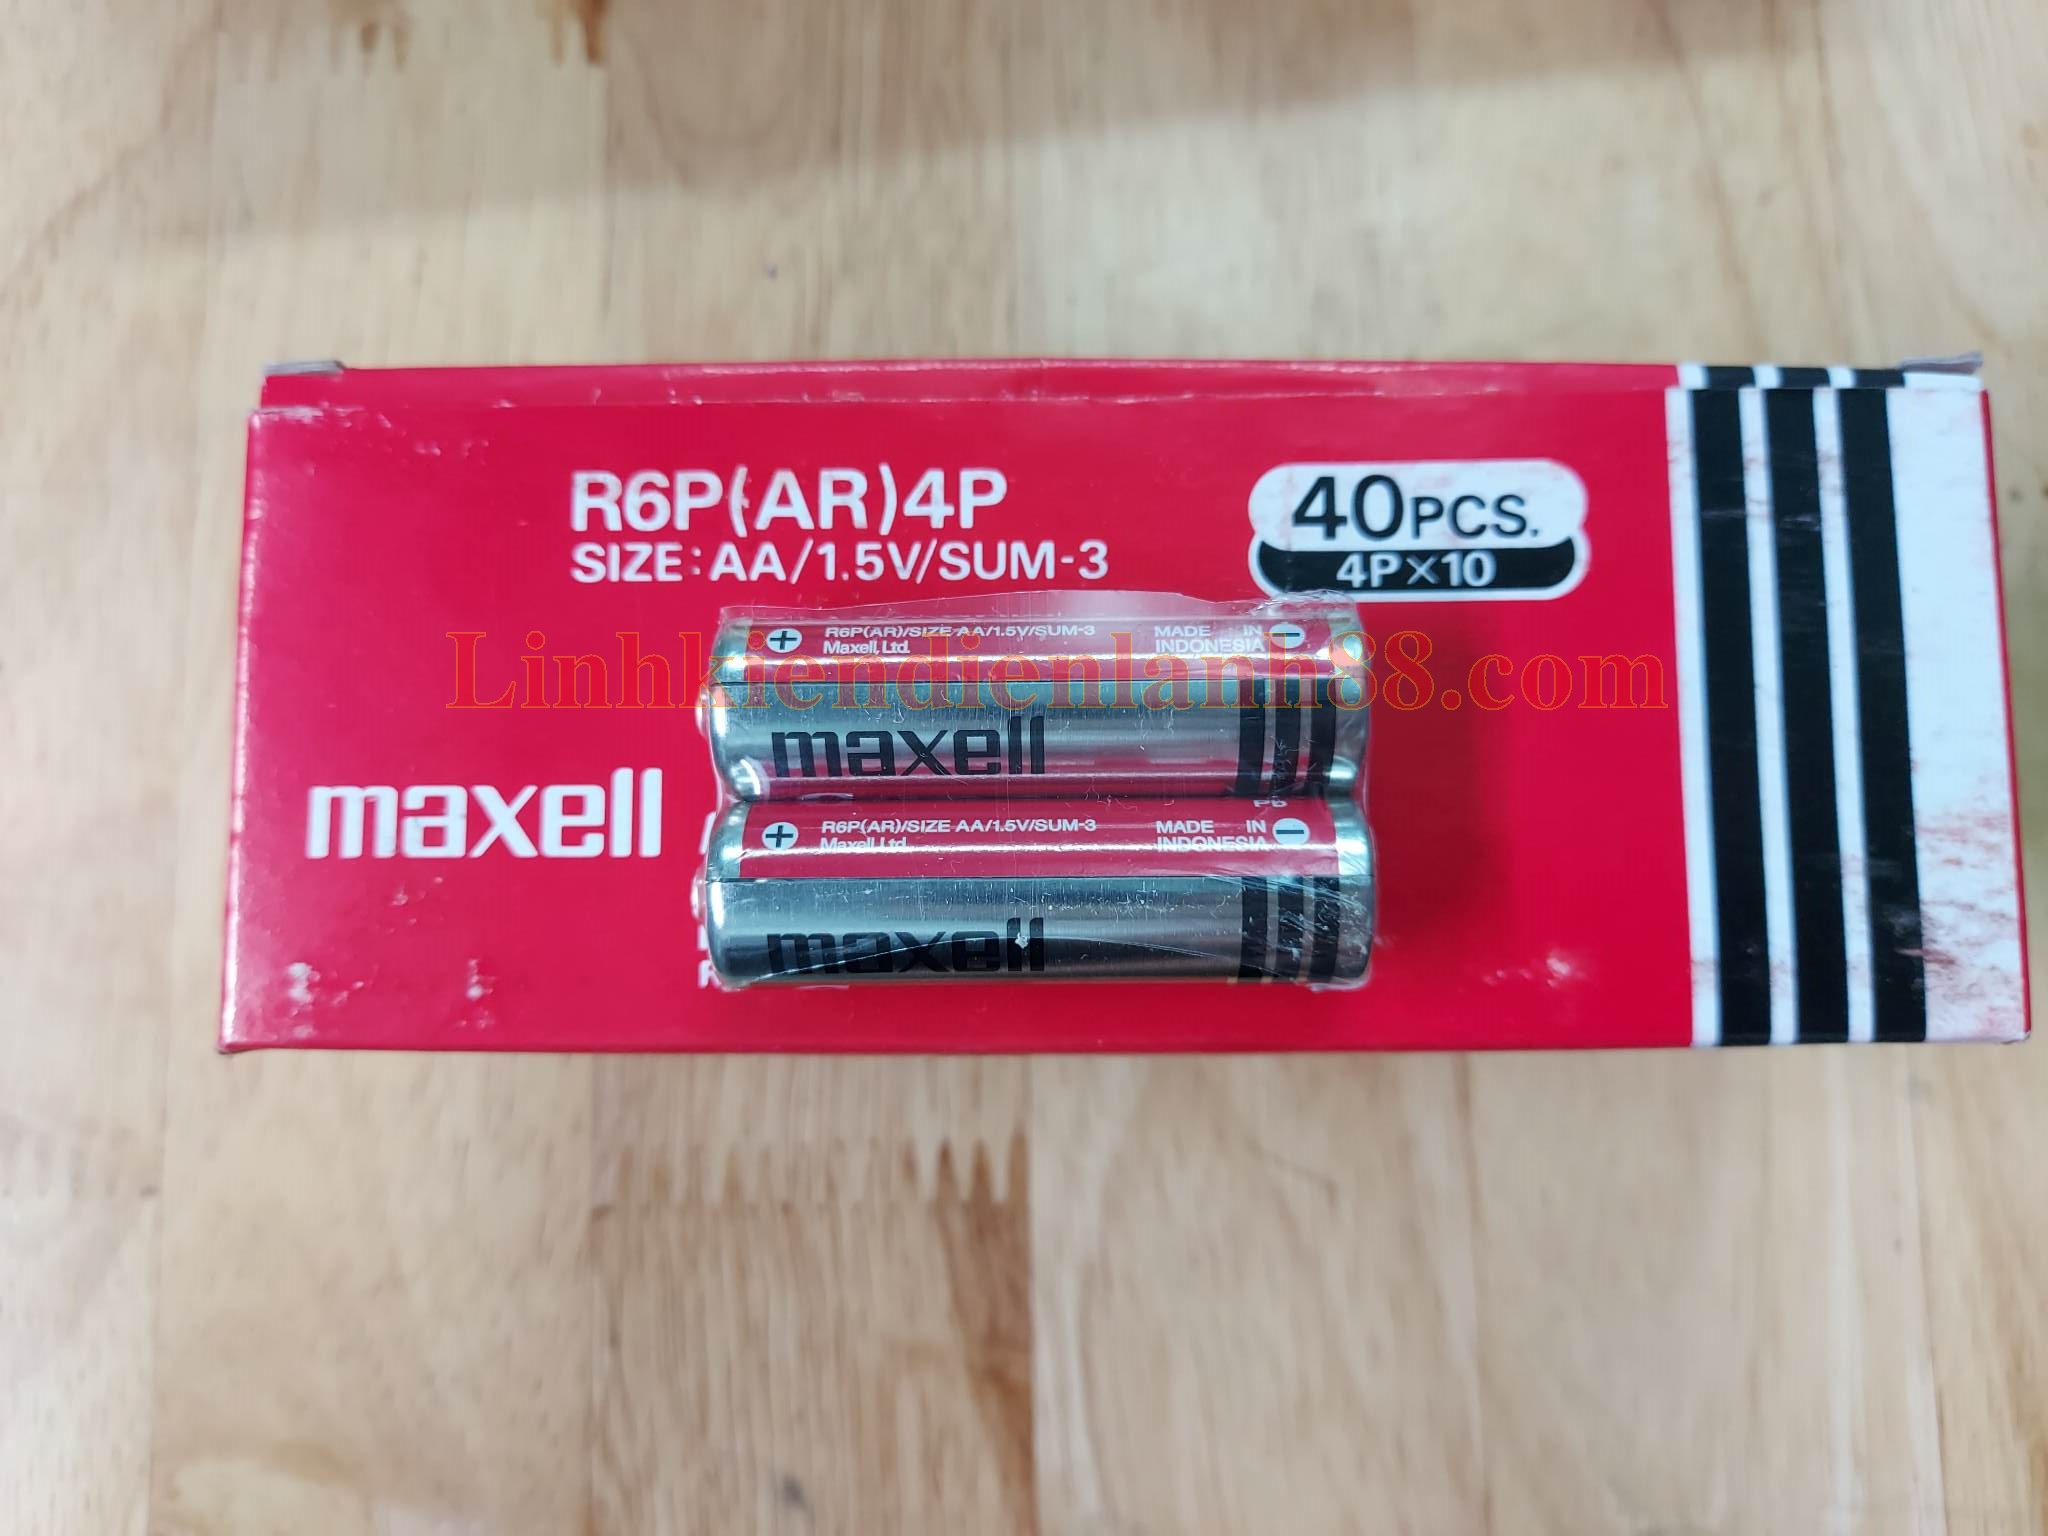 R6P(AR)4P
SIZE: AA/1.5V/SUM-3
40PCS.
4P×10
maxell
R6P(AR)/SIZE AA/1.5V/SUM-3
Maxell, Ltd.
MADE IN
INDONESIA
Linhkiendienlanh88.com
maxell
R6P(AR)/SIZE AA/1.5V/SUM-3
Maxell, Ltd.
MADE IN
INDONESIA
maxell